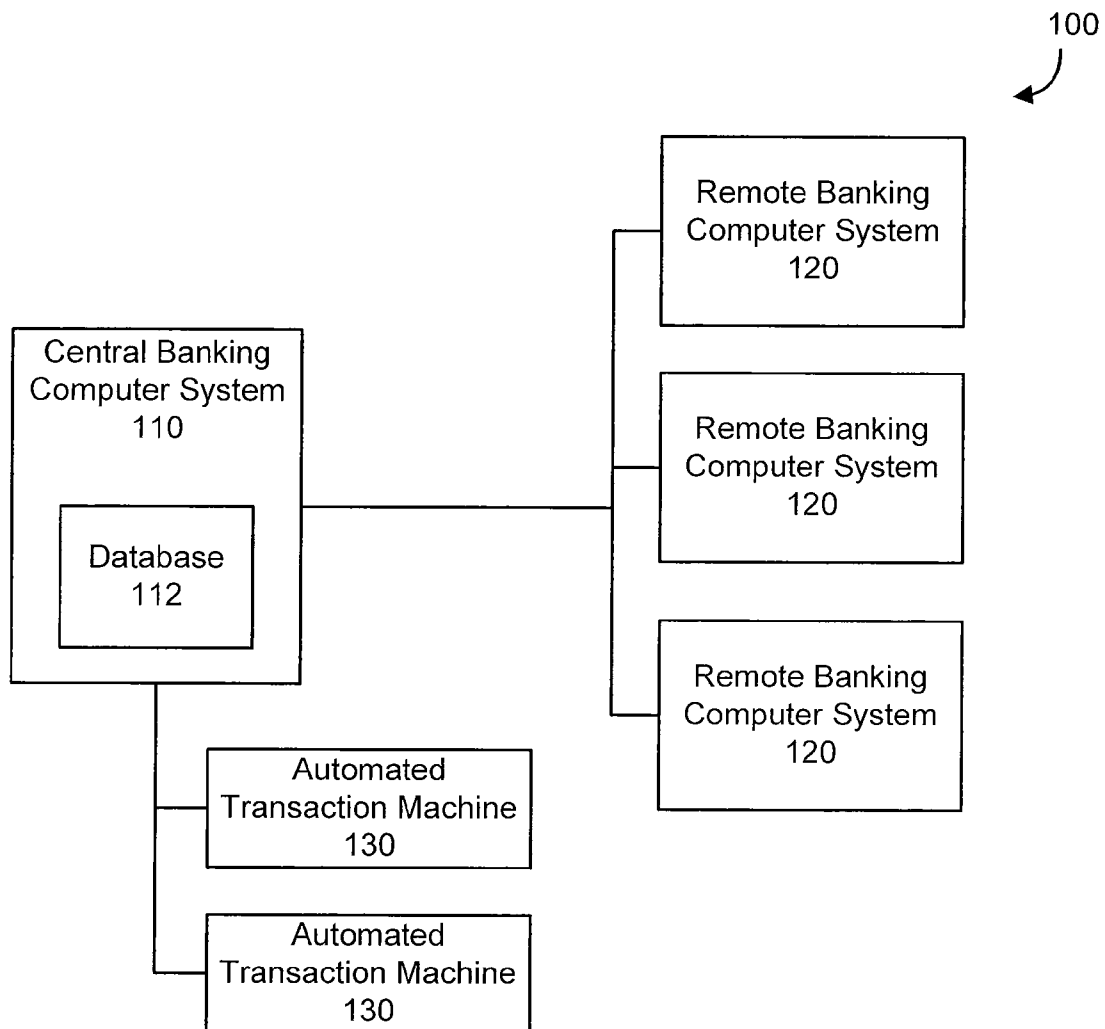 100
Remote Banking
Computer System
120
Central Banking
Computer System
110
Remote Banking
Computer System
120
Database
112
Remote Banking
Computer System
120
Automated
Transaction Machine
130
Automated
Transaction Machine
130